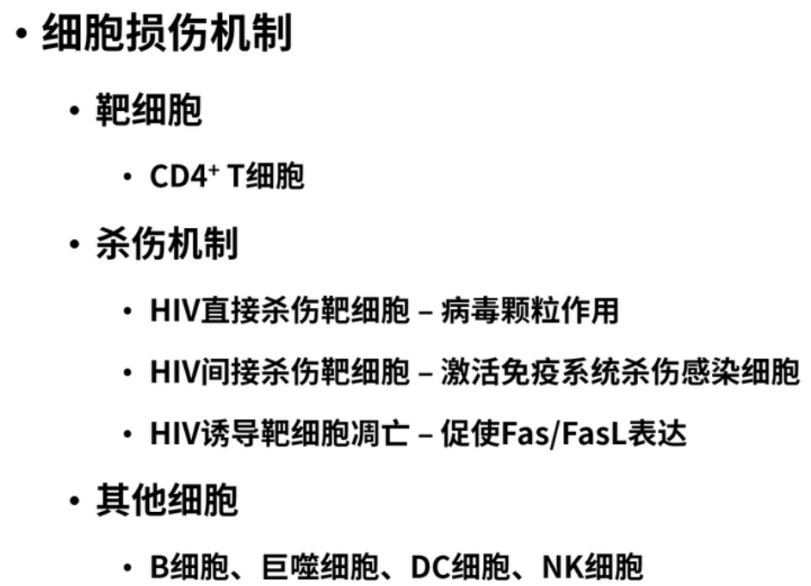 • 细胞损伤机制
• 靶细胞
• CD4⁺ T细胞
• 杀伤机制
• HIV直接杀伤靶细胞 – 病毒颗粒作用
• HIV间接杀伤靶细胞 – 激活免疫系统杀伤感染细胞
• HIV诱导靶细胞凋亡 – 促使Fas/FasL表达
• 其他细胞
• B细胞、巨噬细胞、DC细胞、NK细胞